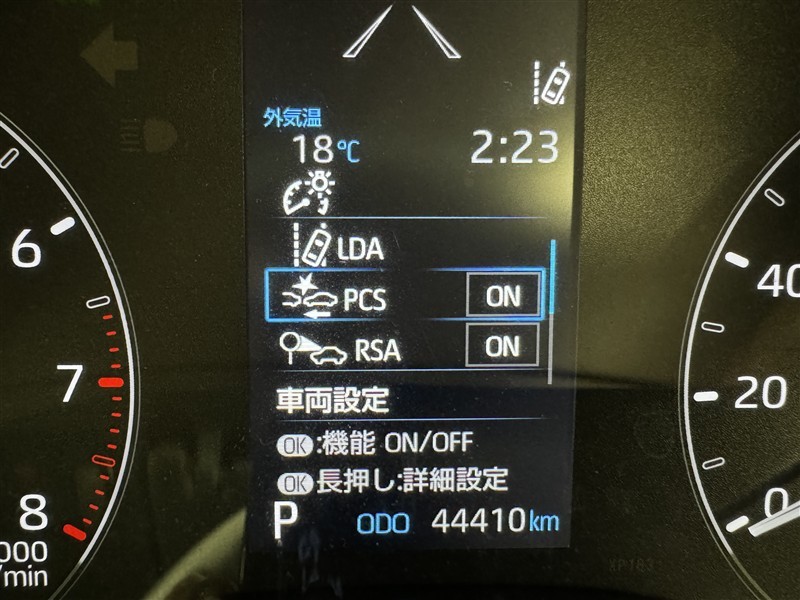 外気温
18℃ 2:23
LDA
PCS ON
RSA ON
車両設定
OK:機能 ON/OFF
OK長押し:詳細設定
P ODO 44410km
6
7
8
000
/min
40
20
0